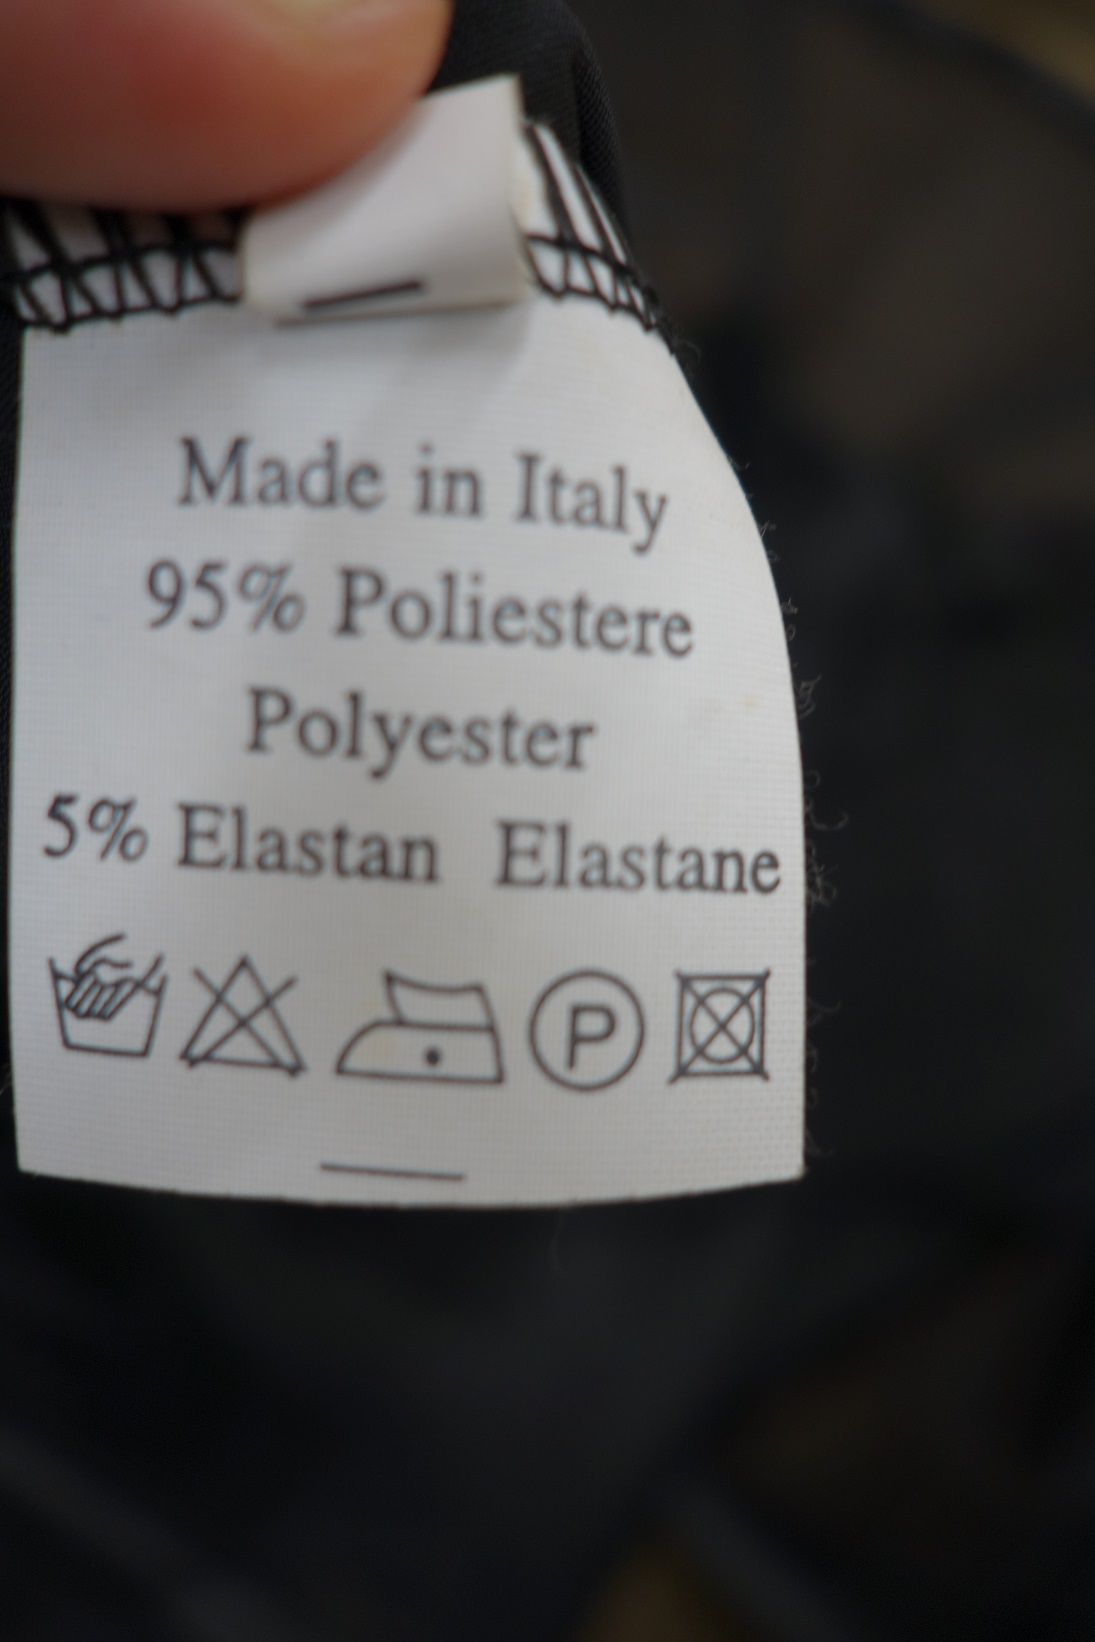 Made in Italy
95% Poliestere
Polyester
5% Elastan Elastane
P